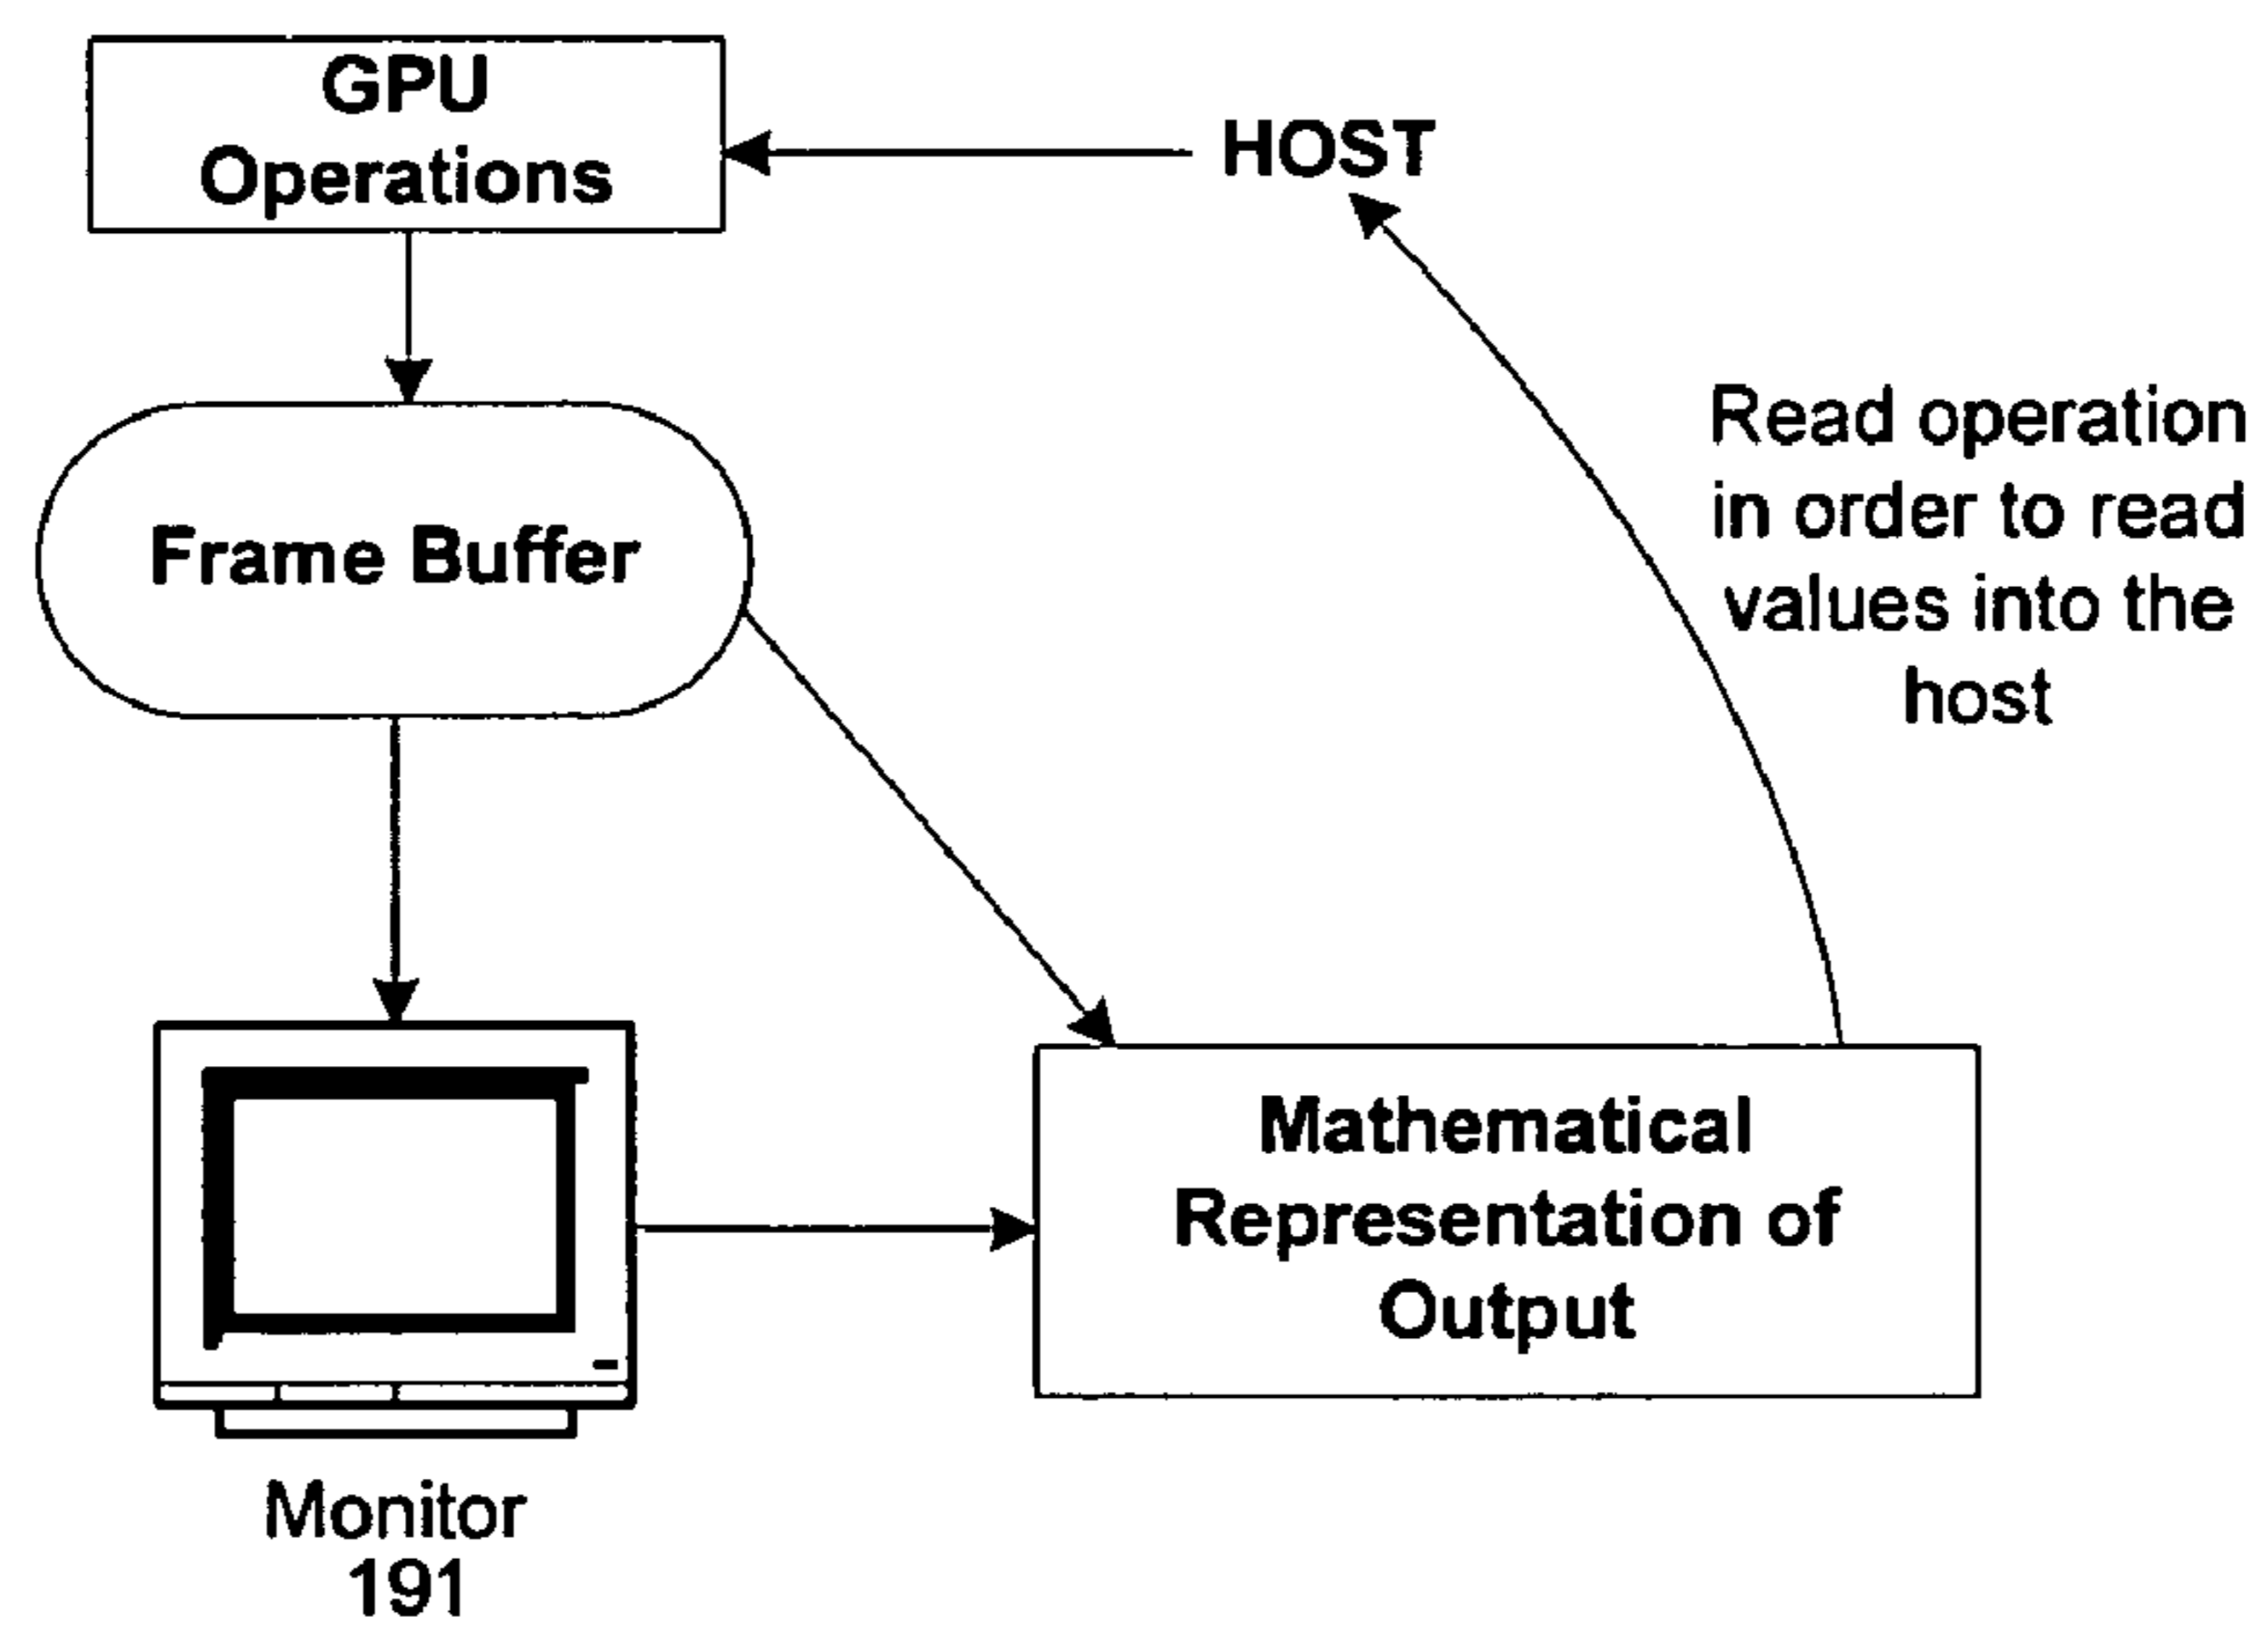 GPU
Operations
HOST
Frame Buffer
Read operation
in order to read
values into the
host
Mathematical
Representation of
Output
Monitor
191